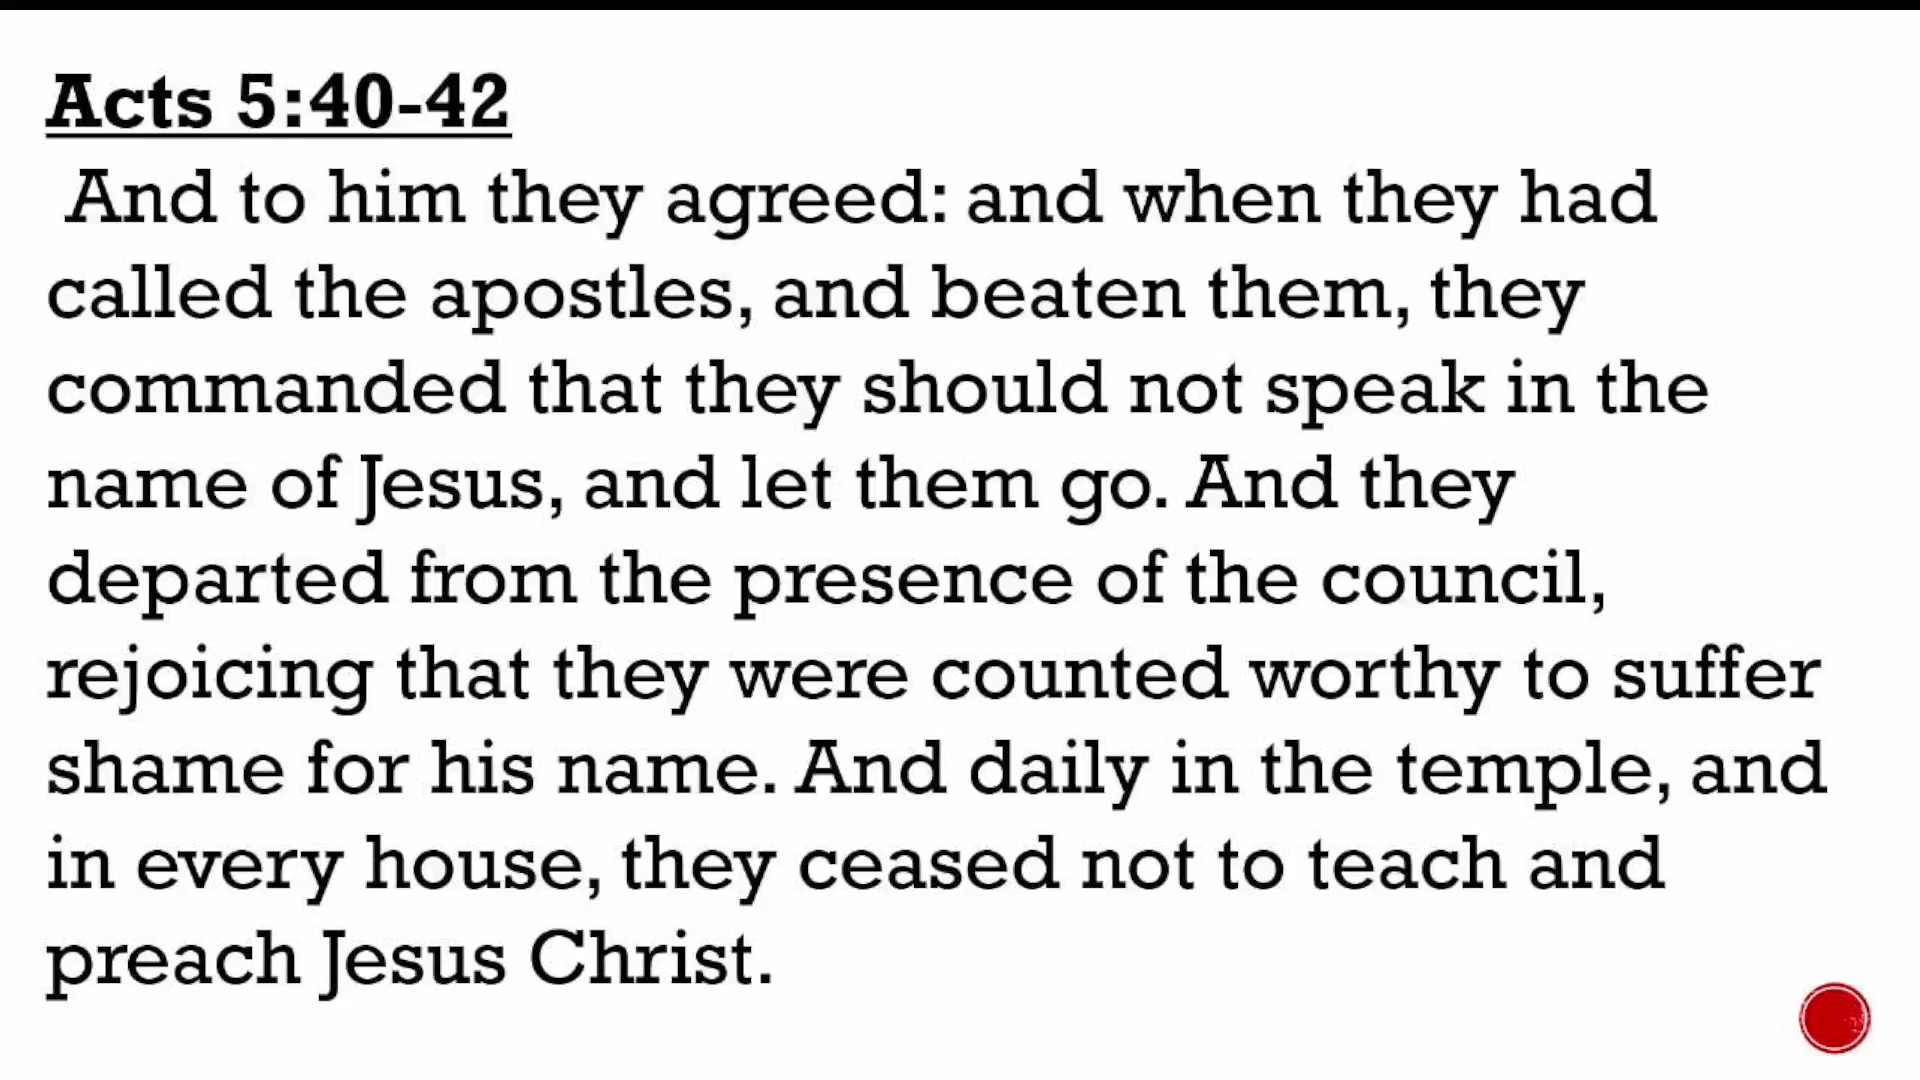 Acts 5:40-42
And to him they agreed: and when they had
called the apostles, and beaten them, they
commanded that they should not speak in the
name of Jesus, and let them go. And they
departed from the presence of the council,
rejoicing that they were counted worthy to suffer
shame for his name. And daily in the temple, and
in every house, they ceased not to teach and
preach Jesus Christ.